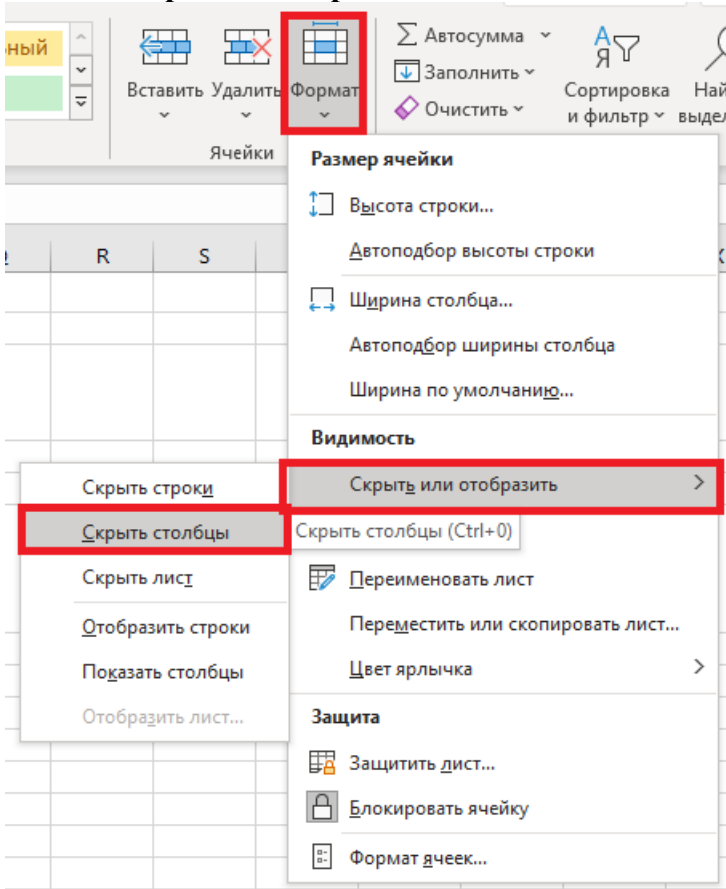 ный
Вставить Удалить Формат
Ячейки
Автосумма
Заполнить
Очистить
Сортировка
и фильтр
Най
выдел
R S
Размер ячейки
Высота строки...
Автоподбор высоты строки
Ширина столбца...
Автоподбор ширины столбца
Ширина по умолчанию...
Видимость
Скрыть или отобразить
Скрыть строки
Скрыть столбцы
Скрыть лист
Отобразить строки
Показать столбцы
Отобразить лист...
Скрыть столбцы (Ctrl+0)
Переименовать лист
Переместить или скопировать лист...
Цвет ярлычка
Защита
Защитить лист...
Блокировать ячейку
Формат ячеек...